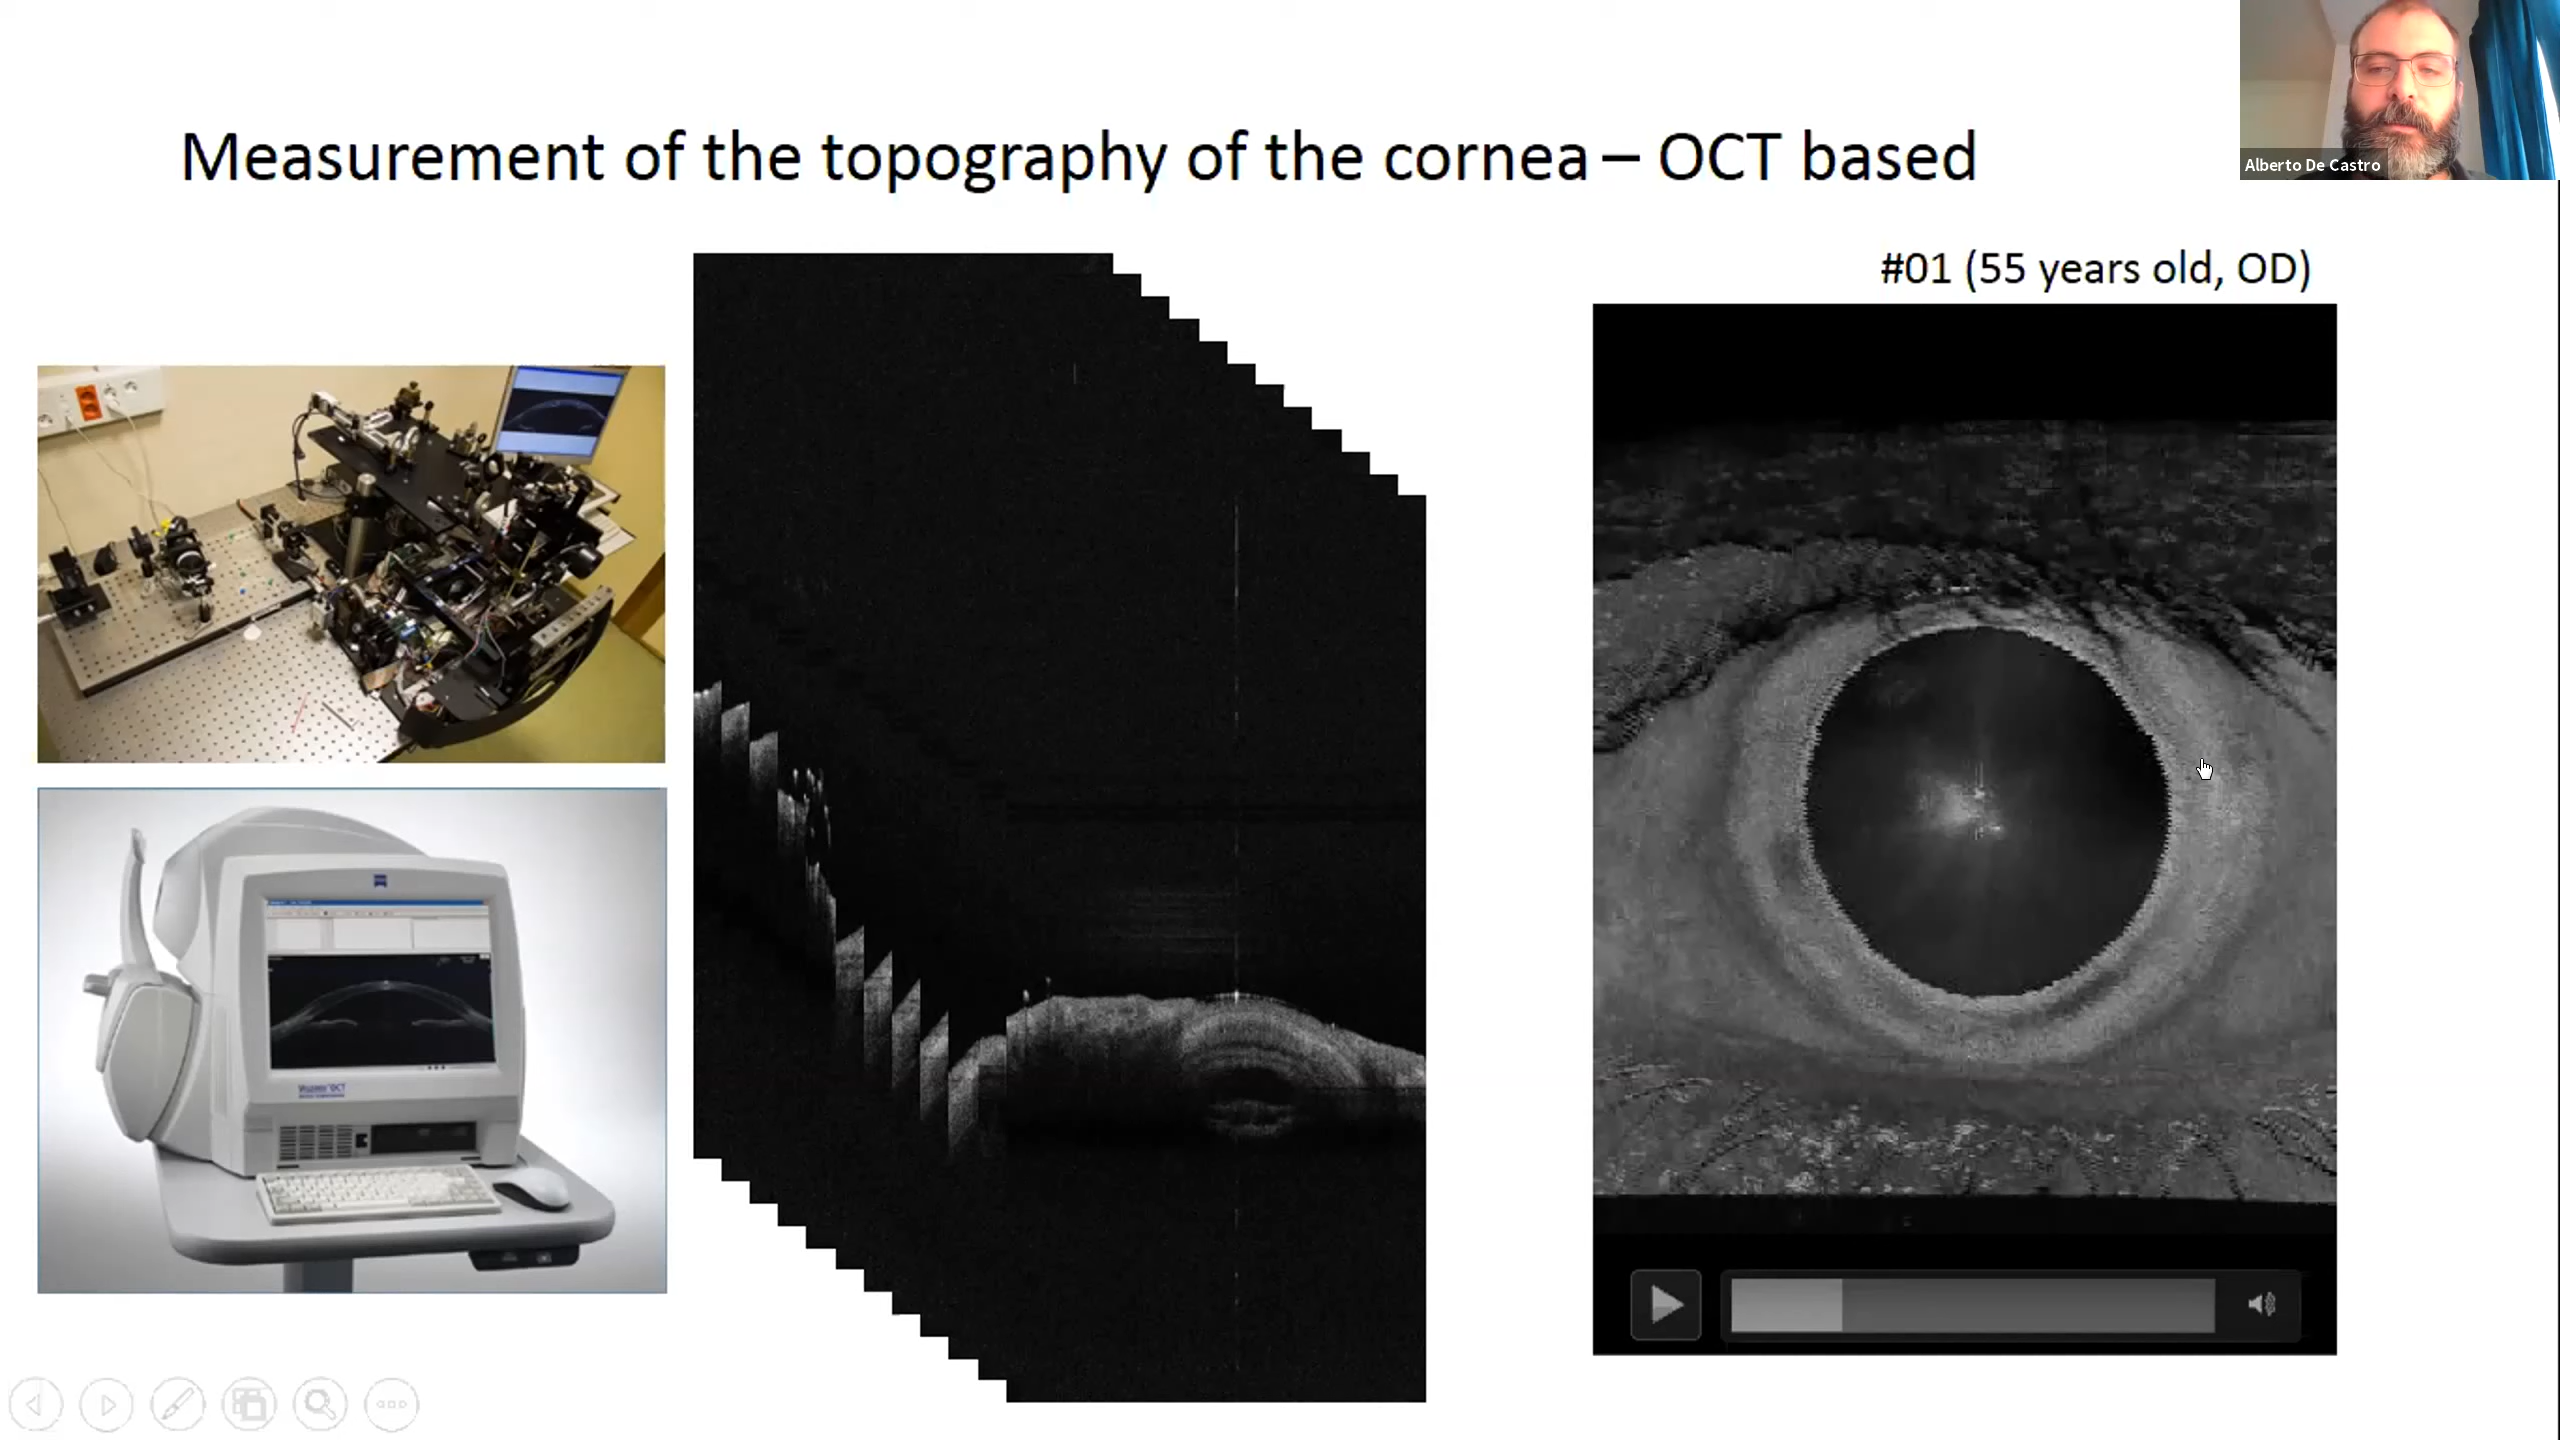 Measurement of the topography of the cornea – OCT based
Alberto De Castro
#01 (55 years old, OD)